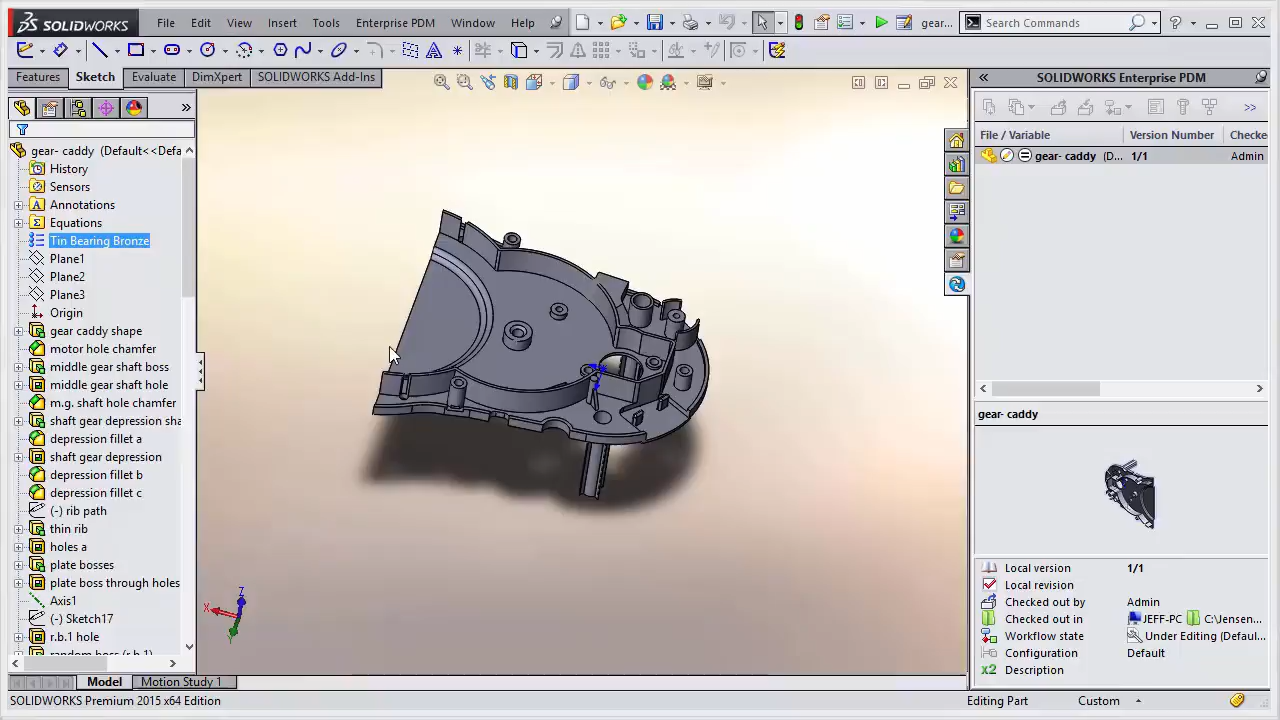 SOLIDWORKS File Edit View Insert Tools Enterprise PDM Window Help gear... Search Commands
Features Sketch Evaluate DimXpert SOLIDWORKS Add-Ins
SOLIDWORKS Enterprise PDM
File / Variable Version Number Checke
gear- caddy (D... 1/1 Admin
gear- caddy (Default<<Defa
History
Sensors
Annotations
Equations
Tin Bearing Bronze
Plane1
Plane2
Plane3
Origin
gear caddy shape
motor hole chamfer
middle gear shaft boss
middle gear shaft hole
m.g. shaft hole chamfer
shaft gear depression sha
depression fillet a
shaft gear depression
depression fillet b
depression fillet c
(-) rib path
thin rib
holes a
plate bosses
plate boss through holes
Axis1
(-) Sketch17
r.b.1 hole
random boss (r.b.1)
X
Y
Z
gear- caddy
Local version 1/1
Local revision
Checked out by Admin
Checked out in JEFF-PC C:\Jensen...
Workflow state Under Editing (Defaul...
Configuration Default
x2 Description
Model Motion Study 1
SOLIDWORKS Premium 2015 x64 Edition Editing Part Custom